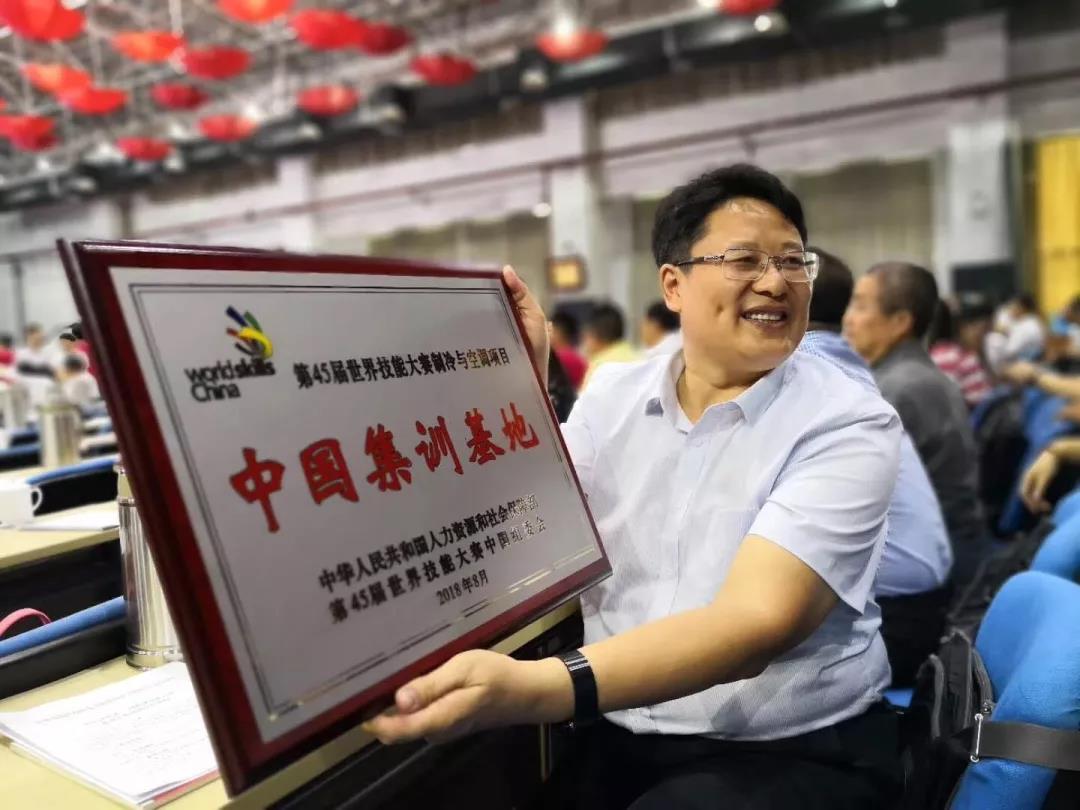 worldskills
China
第45届世界技能大赛制冷与空调项目
中国集训基地
中华人民共和国人力资源和社会保障部
第45届世界技能大赛中国组委会
2018年8月